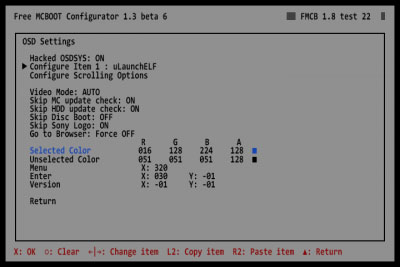 Free MCBOOT Configurator 1.3 beta 6
FMCB 1.8 test 22
OSD Settings
Hacked OSDSYS: ON
▶ Configure Item 1 : uLaunchELF
Configure Scrolling Options
Video Mode: AUTO
Skip MC update check: ON
Skip HDD update check: ON
Skip Disc Boot: OFF
Skip Sony Logo: ON
Go to Browser: Force OFF
R G B A
Selected Color 016 128 224 128
Unselected Color 051 051 051 128
Menu X: 320
Enter X: 030 Y: -01
Version X: -01 Y: -01
Return
X: OK o: Clear ←|→: Change item L2: Copy item R2: Paste item ▲: Return